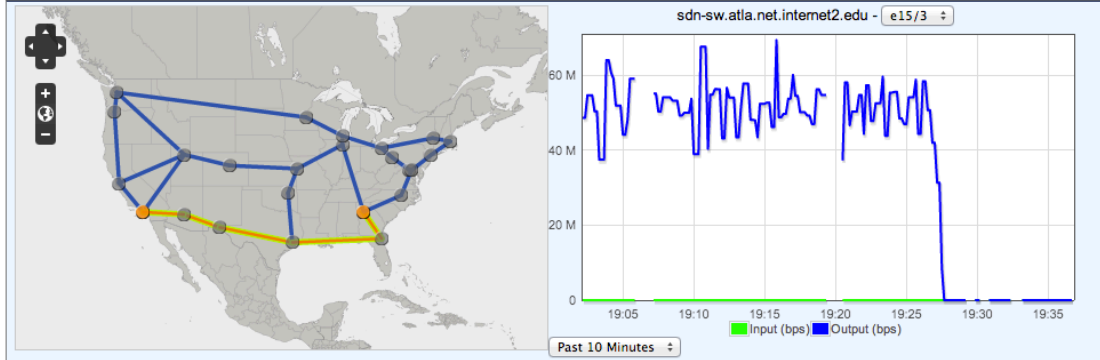 sdn-sw.atla.net.internet2.edu - e15/3
60 M
40 M
20 M
0
19:05 19:10 19:15 19:20 19:25 19:30 19:35
Input (bps) Output (bps)
Past 10 Minutes